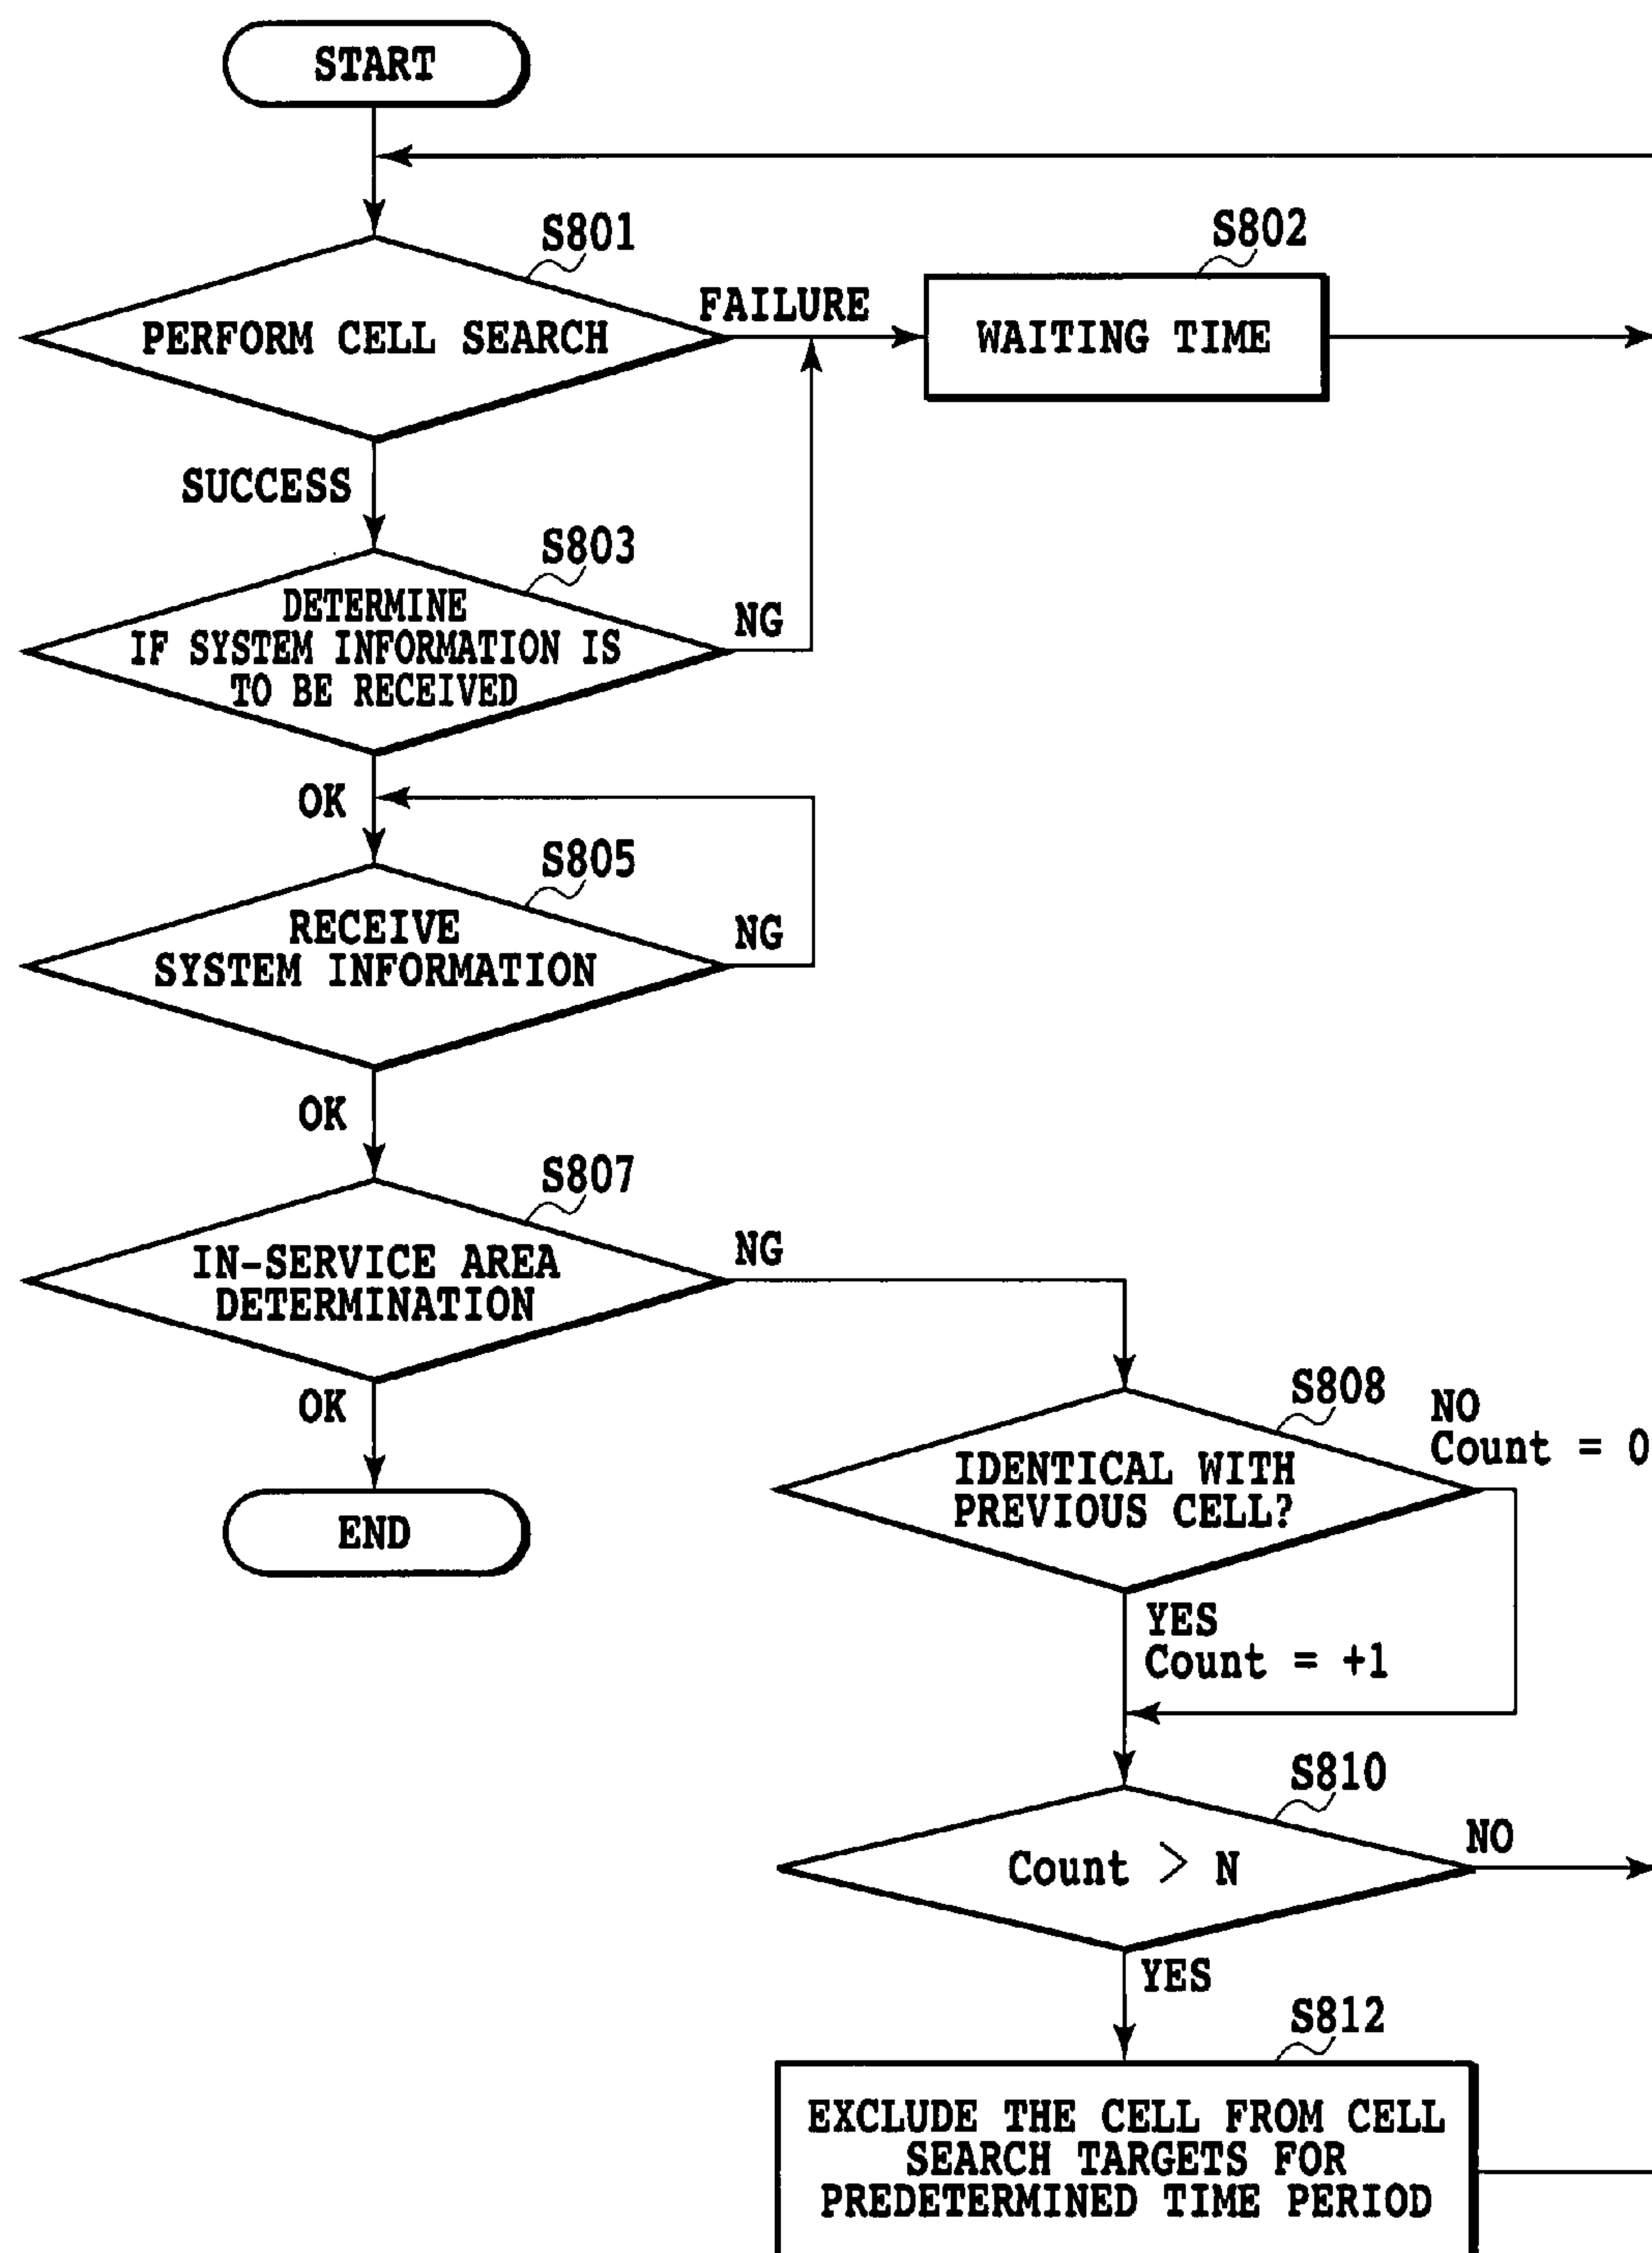 START
S801
PERFORM CELL SEARCH
FAILURE
S802
WAITING TIME
SUCCESS
S803
DETERMINE
IF SYSTEM INFORMATION IS
TO BE RECEIVED
NG
OK
S805
RECEIVE
SYSTEM INFORMATION
NG
OK
S807
IN-SERVICE AREA
DETERMINATION
NG
OK
END
S808
IDENTICAL WITH
PREVIOUS CELL?
NO
Count = 0
YES
Count = +1
S810
Count > N
NO
YES
S812
EXCLUDE THE CELL FROM CELL
SEARCH TARGETS FOR
PREDETERMINED TIME PERIOD